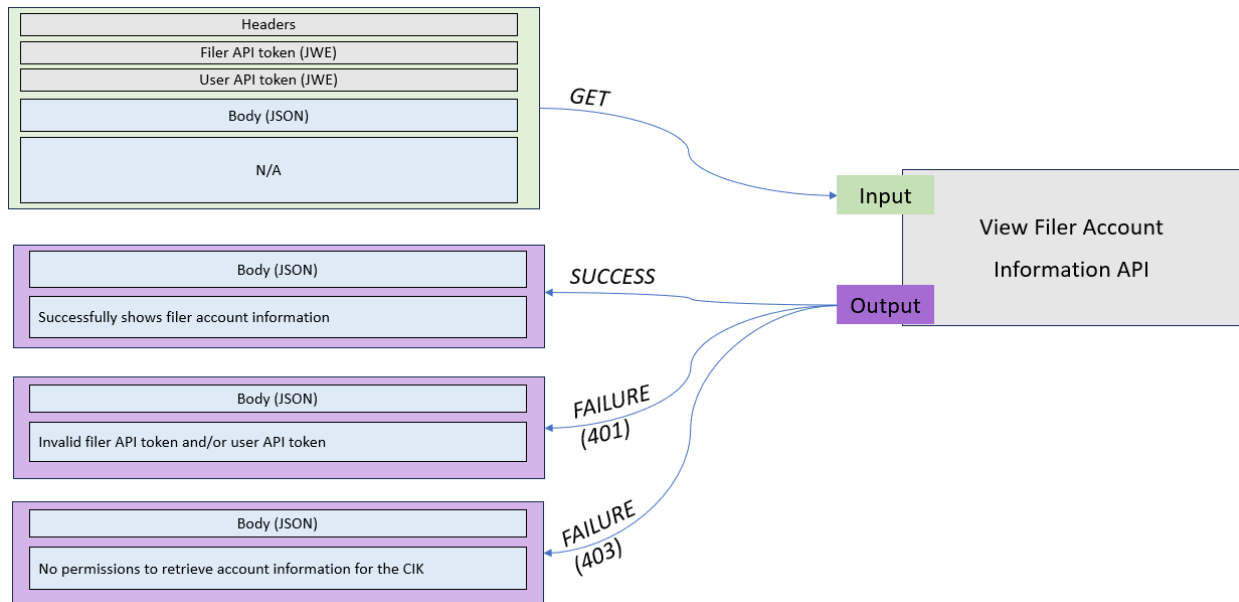 Headers
Filer API token (JWE)
User API token (JWE)
Body (JSON)
N/A
GET
Input
View Filer Account
Information API
Output
SUCCESS
Body (JSON)
Successfully shows filer account information
FAILURE
(401)
Body (JSON)
Invalid filer API token and/or user API token
FAILURE
(403)
Body (JSON)
No permissions to retrieve account information for the CIK